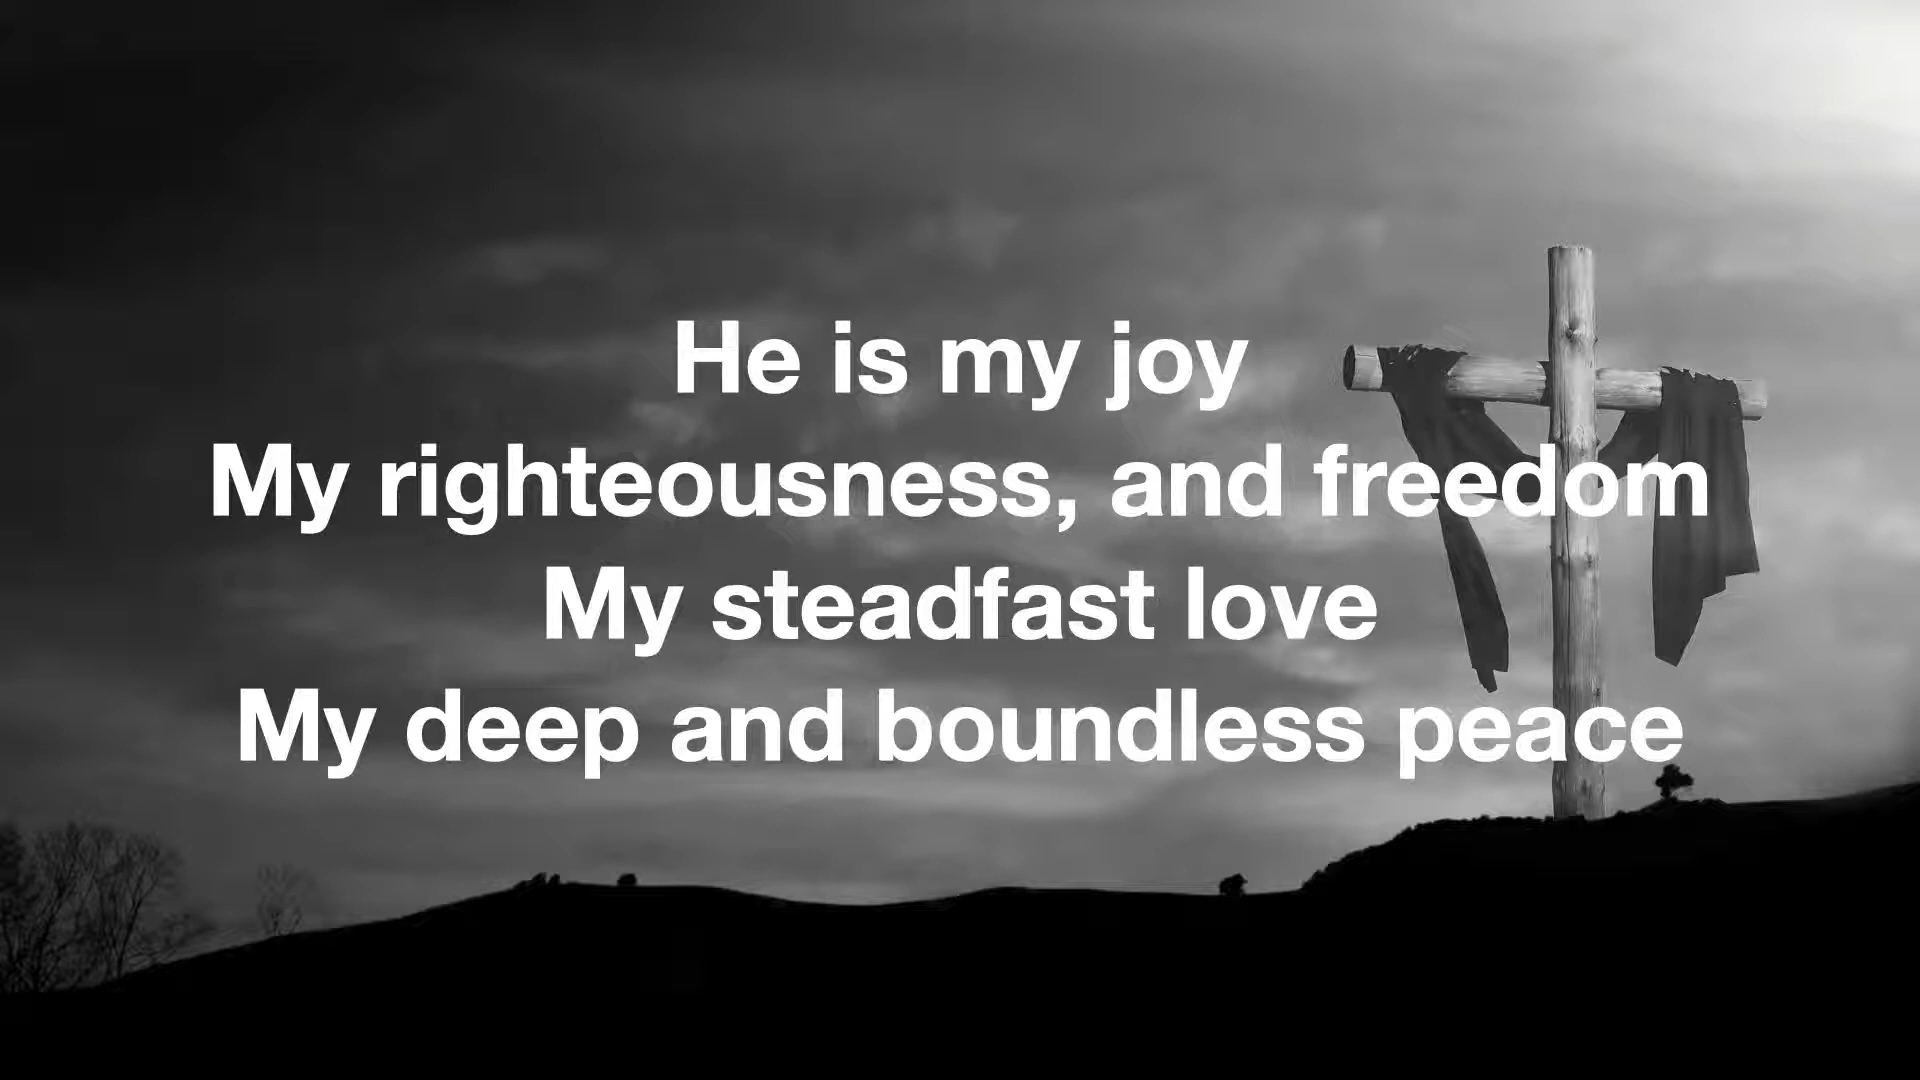 He is my joy
My righteousness, and freedom
My steadfast love
My deep and boundless peace